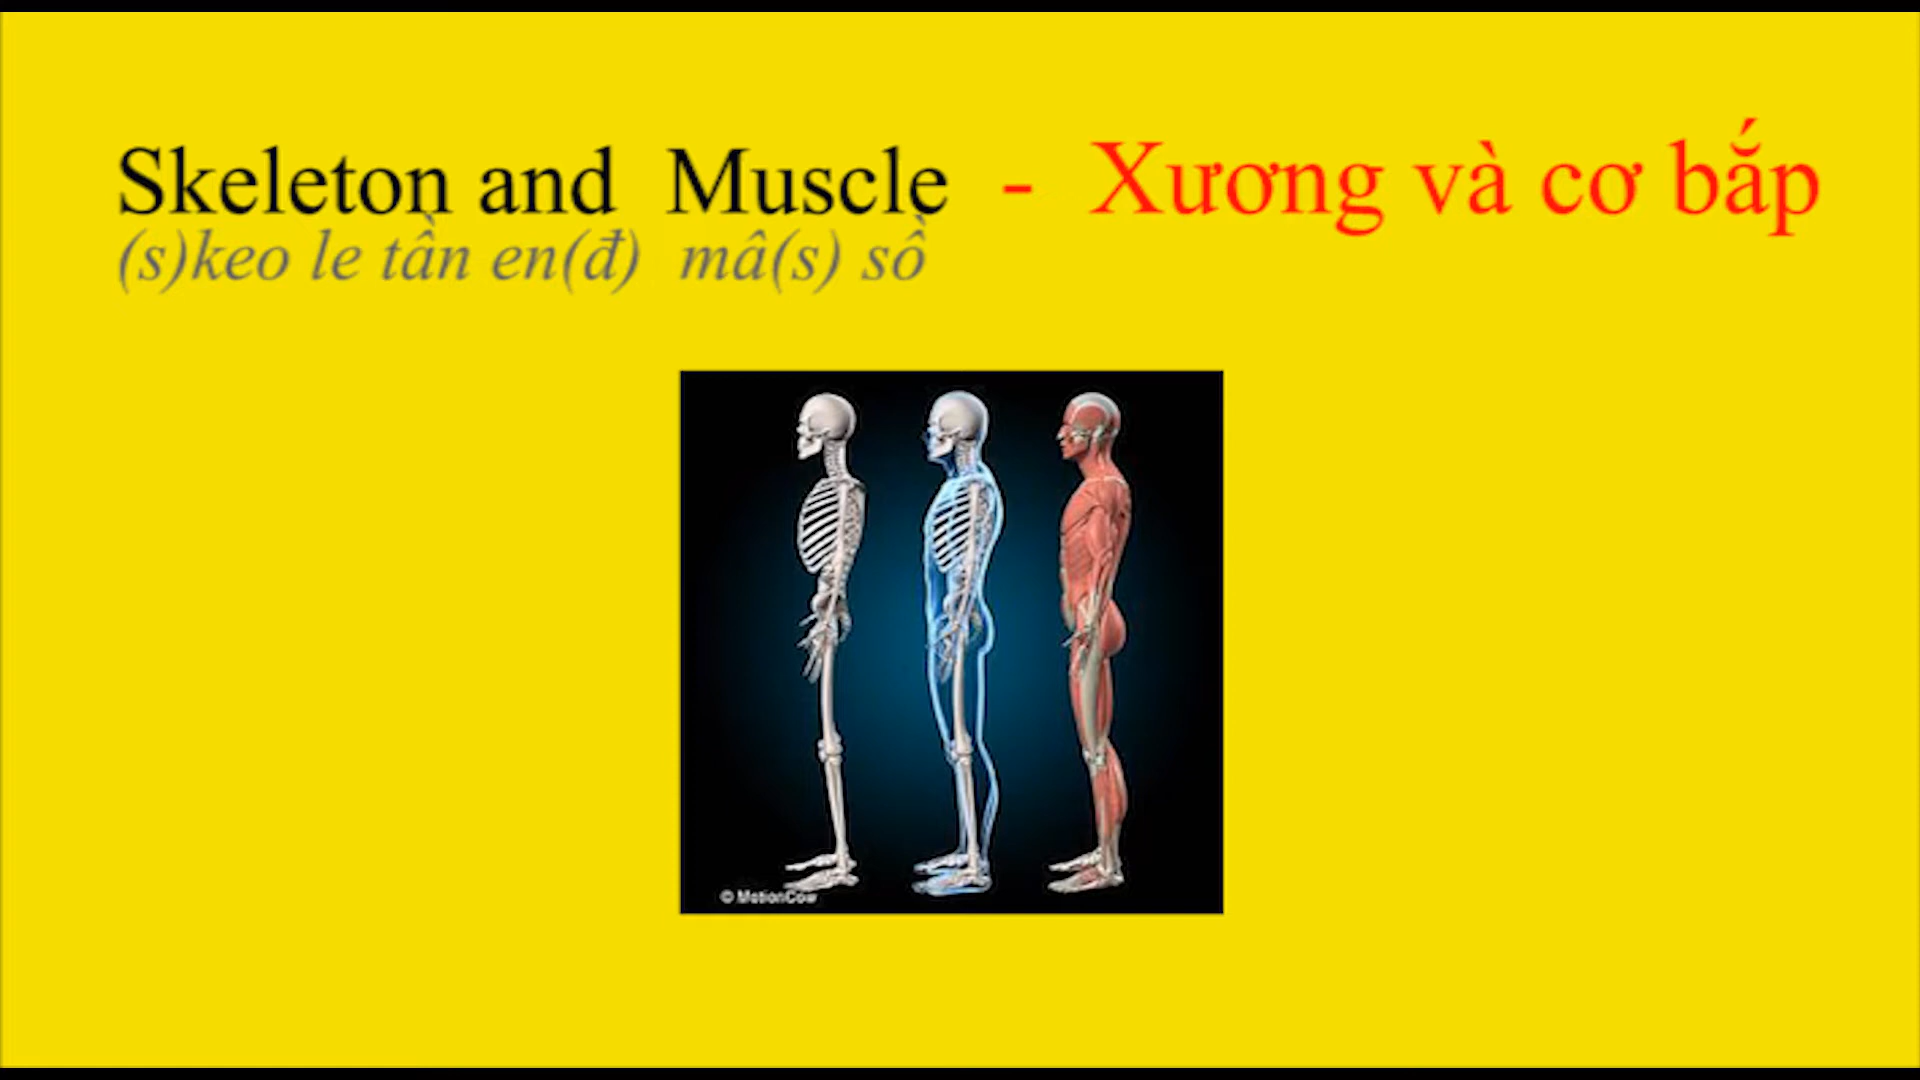 Skeleton and Muscle - Xương và cơ bắp
(s)keo le tần en(đ) mâ(s) sồ
© MotionCow